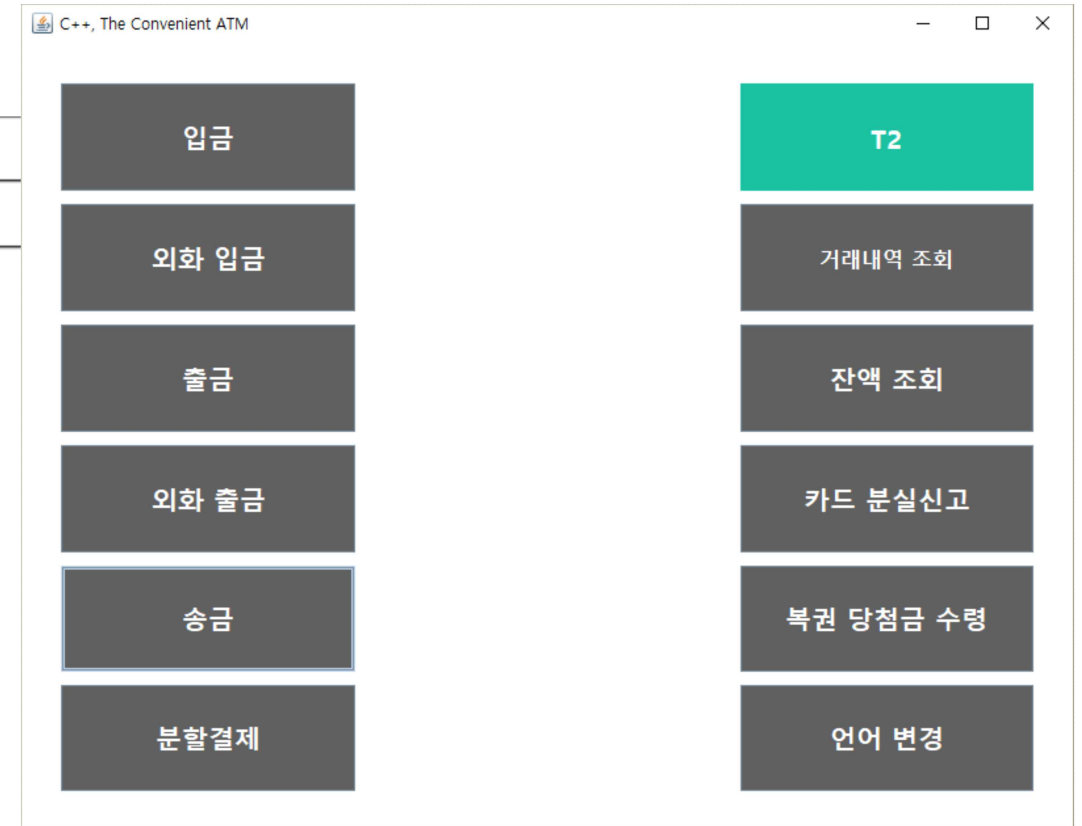 C++, The Convenient ATM
입금
T2
외화 입금
거래내역 조회
출금
잔액 조회
외화 출금
카드 분실신고
송금
복권 당첨금 수령
분할결제
언어 변경